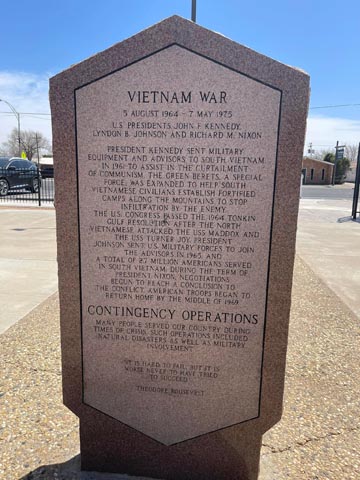 VIETNAM WAR
5 AUGUST 1964 - 7 MAY 1975
U.S. PRESIDENTS JOHN F. KENNEDY,
LYNDON B. JOHNSON AND RICHARD M. NIXON
PRESIDENT KENNEDY SENT MILITARY
EQUIPMENT AND ADVISORS TO SOUTH VIETNAM
IN 1961 TO ASSIST IN THE CURTAILMENT
OF COMMUNISM. THE GREEN BERETS, A SPECIAL
FORCE, WAS EXPANDED TO HELP SOUTH
VIETNAMESE CIVILIANS ESTABLISH FORTIFIED
CAMPS ALONG THE MOUNTAINS TO STOP
INFILTRATION BY THE ENEMY.
THE U.S. CONGRESS PASSED THE 1964 TONKIN
GULF RESOLUTION AFTER THE NORTH
VIETNAMESE ATTACKED THE USS MADDOX AND
THE USS TURNER JOY. PRESIDENT
JOHNSON SENT U.S. MILITARY FORCES TO JOIN
THE ADVISORS IN 1965, AND
A TOTAL OF 8.7 MILLION AMERICANS SERVED
IN SOUTH VIETNAM. DURING THE TERM OF
PRESIDENT NIXON, NEGOTIATIONS
BEGUN TO REACH A CONCLUSION TO
THE CONFLICT. AMERICAN TROOPS BEGAN TO
RETURN HOME BY THE MIDDLE OF 1969.
CONTINGENCY OPERATIONS
MANY PEOPLE SERVED OUR COUNTRY DURING
TIMES OF CRISIS. SUCH OPERATIONS INCLUDED
NATURAL DISASTERS AS WELL AS MILITARY
INVOLVEMENT.
"IT IS HARD TO FAIL, BUT IT IS
WORSE NEVER TO HAVE TRIED
TO SUCCEED."
THEODORE ROOSEVELT